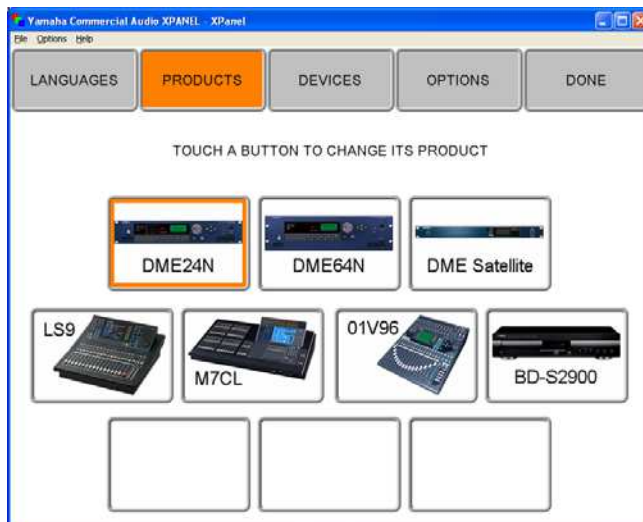 Yamaha Commercial Audio XPANEL - XPanel
File Options Help
LANGUAGES PRODUCTS DEVICES OPTIONS DONE
TOUCH A BUTTON TO CHANGE ITS PRODUCT
DME24N DME64N DME Satellite
LS9 M7CL 01V96 BD-S2900